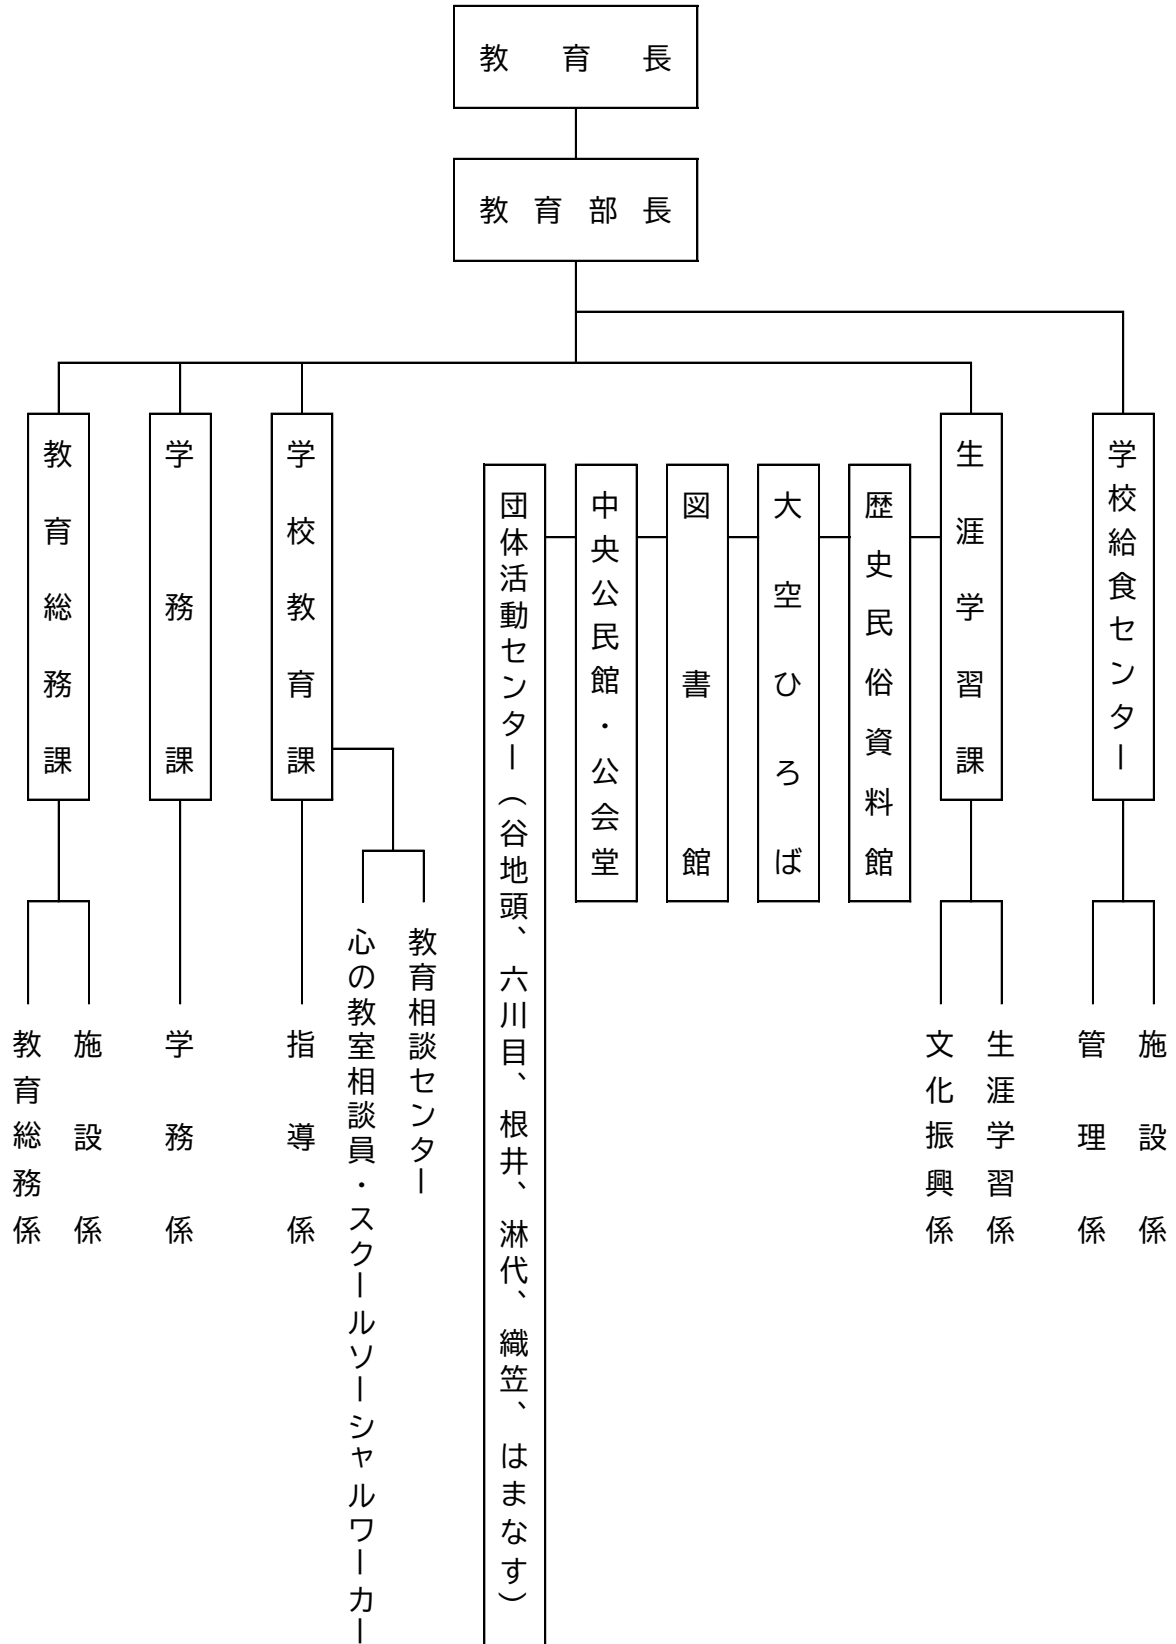 教育長
教育部長
教育総務課
学務課
学校教育課
団体活動センター（谷地頭、六川目、根井、淋代、織笠、はまなす）
中央公民館・公会堂
図書館
大空ひろば
歴史民俗資料館
生涯学習課
学校給食センター
教育総務係
施設係
学務係
指導係
心の教室相談員・スクールソーシャルワーカー
教育相談センター
文化振興係
生涯学習係
管理係
施設係